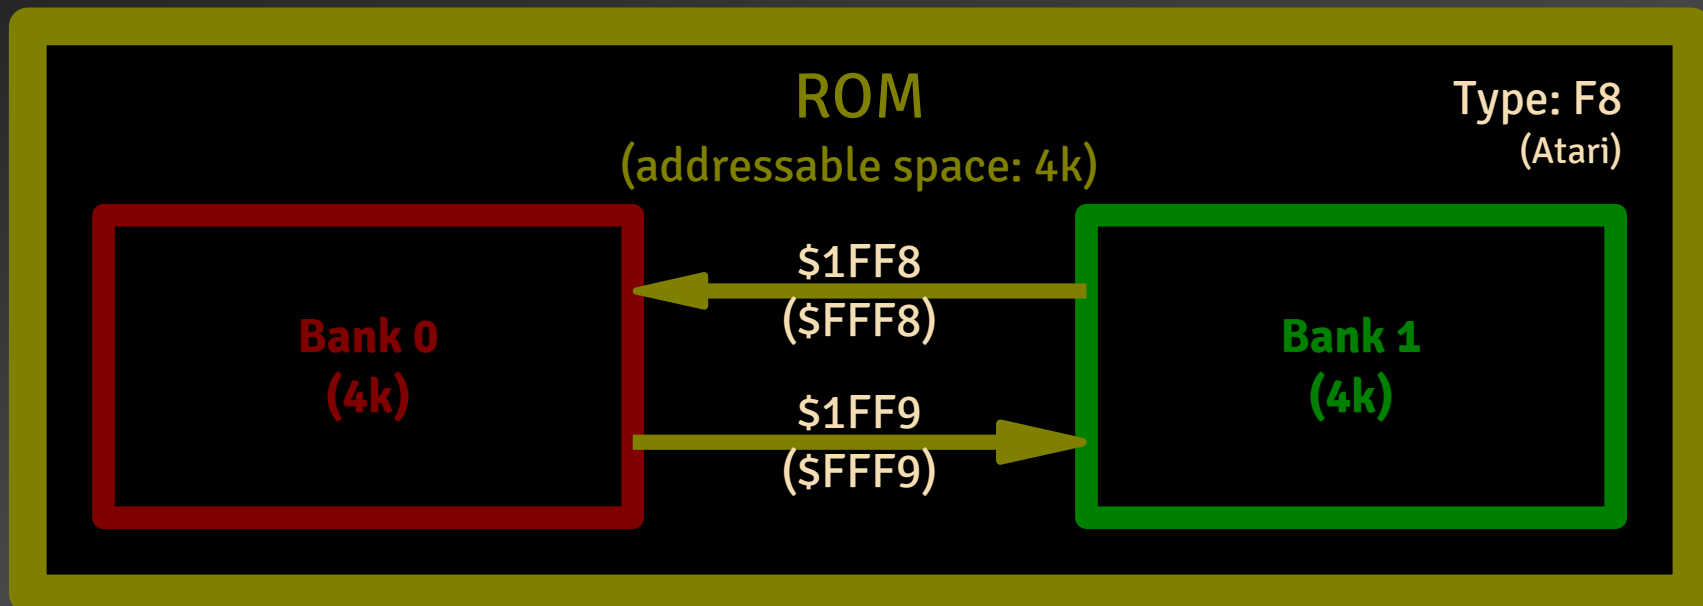 ROM
(addressable space: 4k)
Type: F8
(Atari)
Bank 0
(4k)
$1FF8
($FFF8)
$1FF9
($FFF9)
Bank 1
(4k)